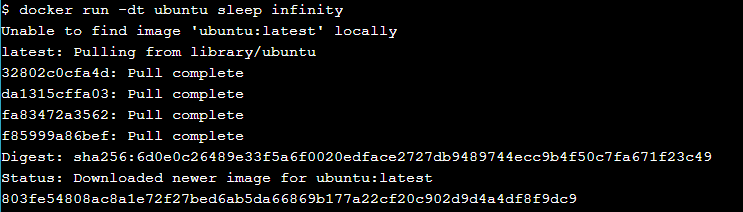 $ docker run -dt ubuntu sleep infinity
Unable to find image 'ubuntu:latest' locally
latest: Pulling from library/ubuntu
32802c0cfa4d: Pull complete
da1315cffa03: Pull complete
fa83472a3562: Pull complete
f85999a86bef: Pull complete
Digest: sha256:6d0e0c26489e33f5a6f0020edface2727db9489744ecc9b4f50c7fa671f23c49
Status: Downloaded newer image for ubuntu:latest
803fe54808ac8a1e72f27bed6ab5da66869b177a22cf20c902d9d4a4df8f9dc9